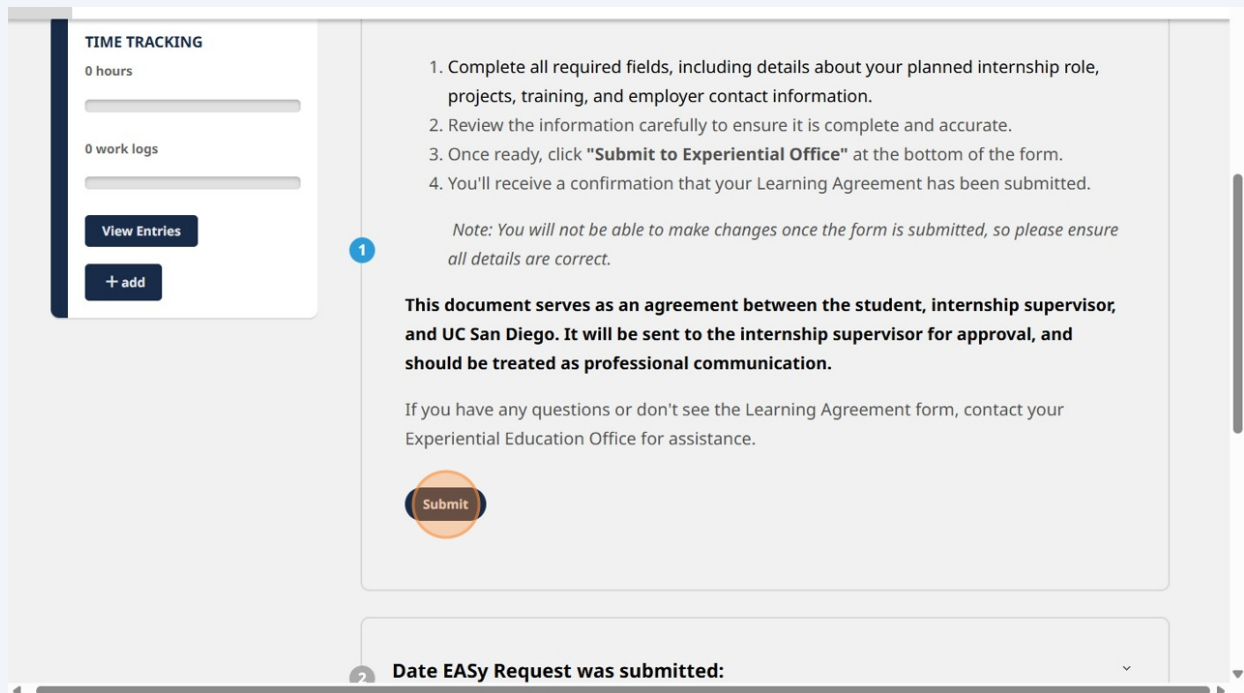 TIME TRACKING
0 hours
0 work logs
View Entries
+ add
1. Complete all required fields, including details about your planned internship role,
projects, training, and employer contact information.
2. Review the information carefully to ensure it is complete and accurate.
3. Once ready, click "Submit to Experiential Office" at the bottom of the form.
4. You'll receive a confirmation that your Learning Agreement has been submitted.
Note: You will not be able to make changes once the form is submitted, so please ensure
all details are correct.
1
This document serves as an agreement between the student, internship supervisor,
and UC San Diego. It will be sent to the internship supervisor for approval, and
should be treated as professional communication.
If you have any questions or don't see the Learning Agreement form, contact your
Experiential Education Office for assistance.
Submit
2
Date EASy Request was submitted: